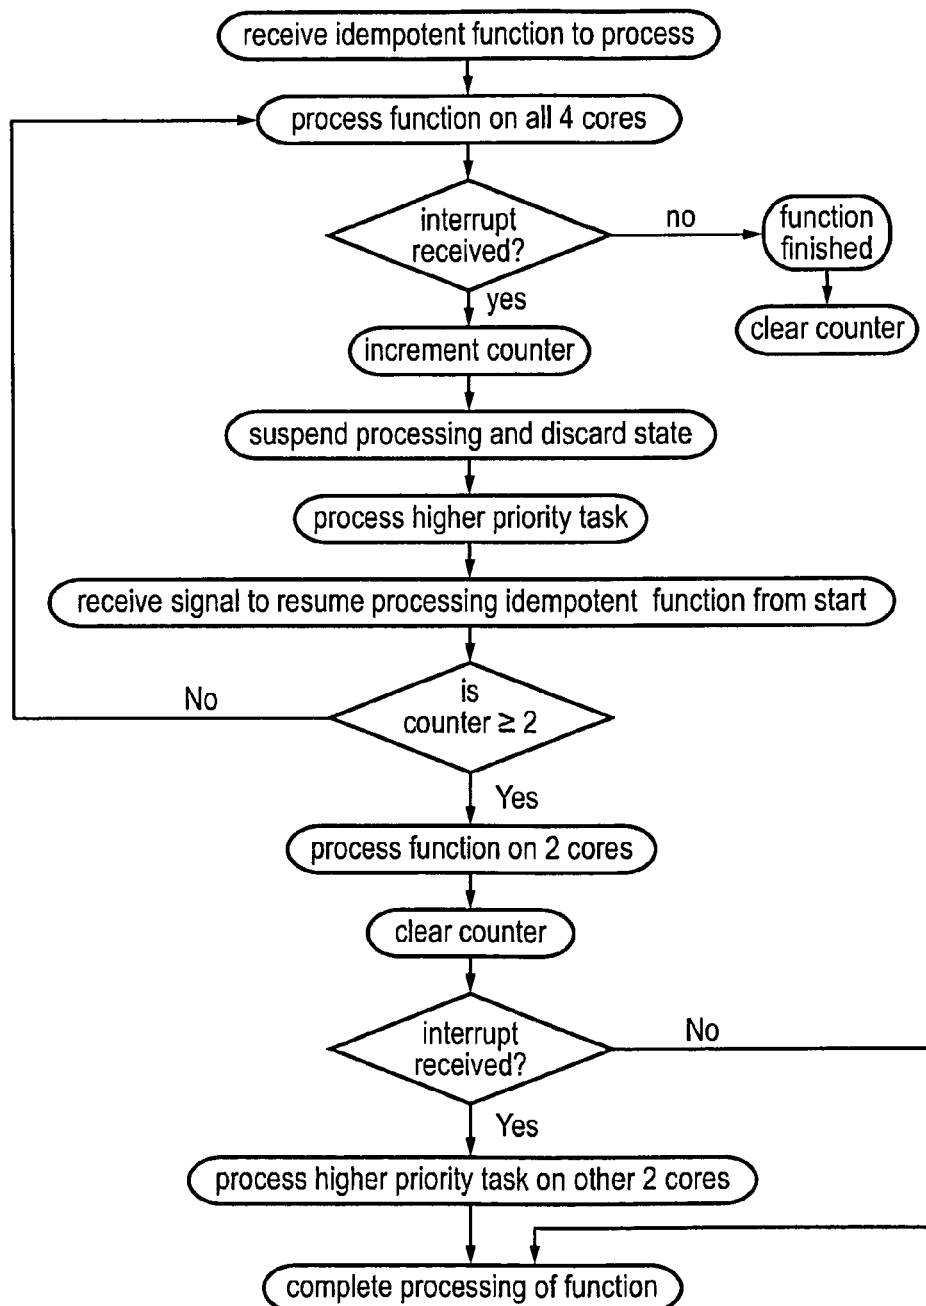 receive idempotent function to process
process function on all 4 cores
interrupt
received?
no
function
finished
yes
clear counter
increment counter
suspend processing and discard state
process higher priority task
receive signal to resume processing idempotent function from start
is
counter ≥ 2
No
Yes
process function on 2 cores
clear counter
interrupt
received?
No
Yes
process higher priority task on other 2 cores
complete processing of function